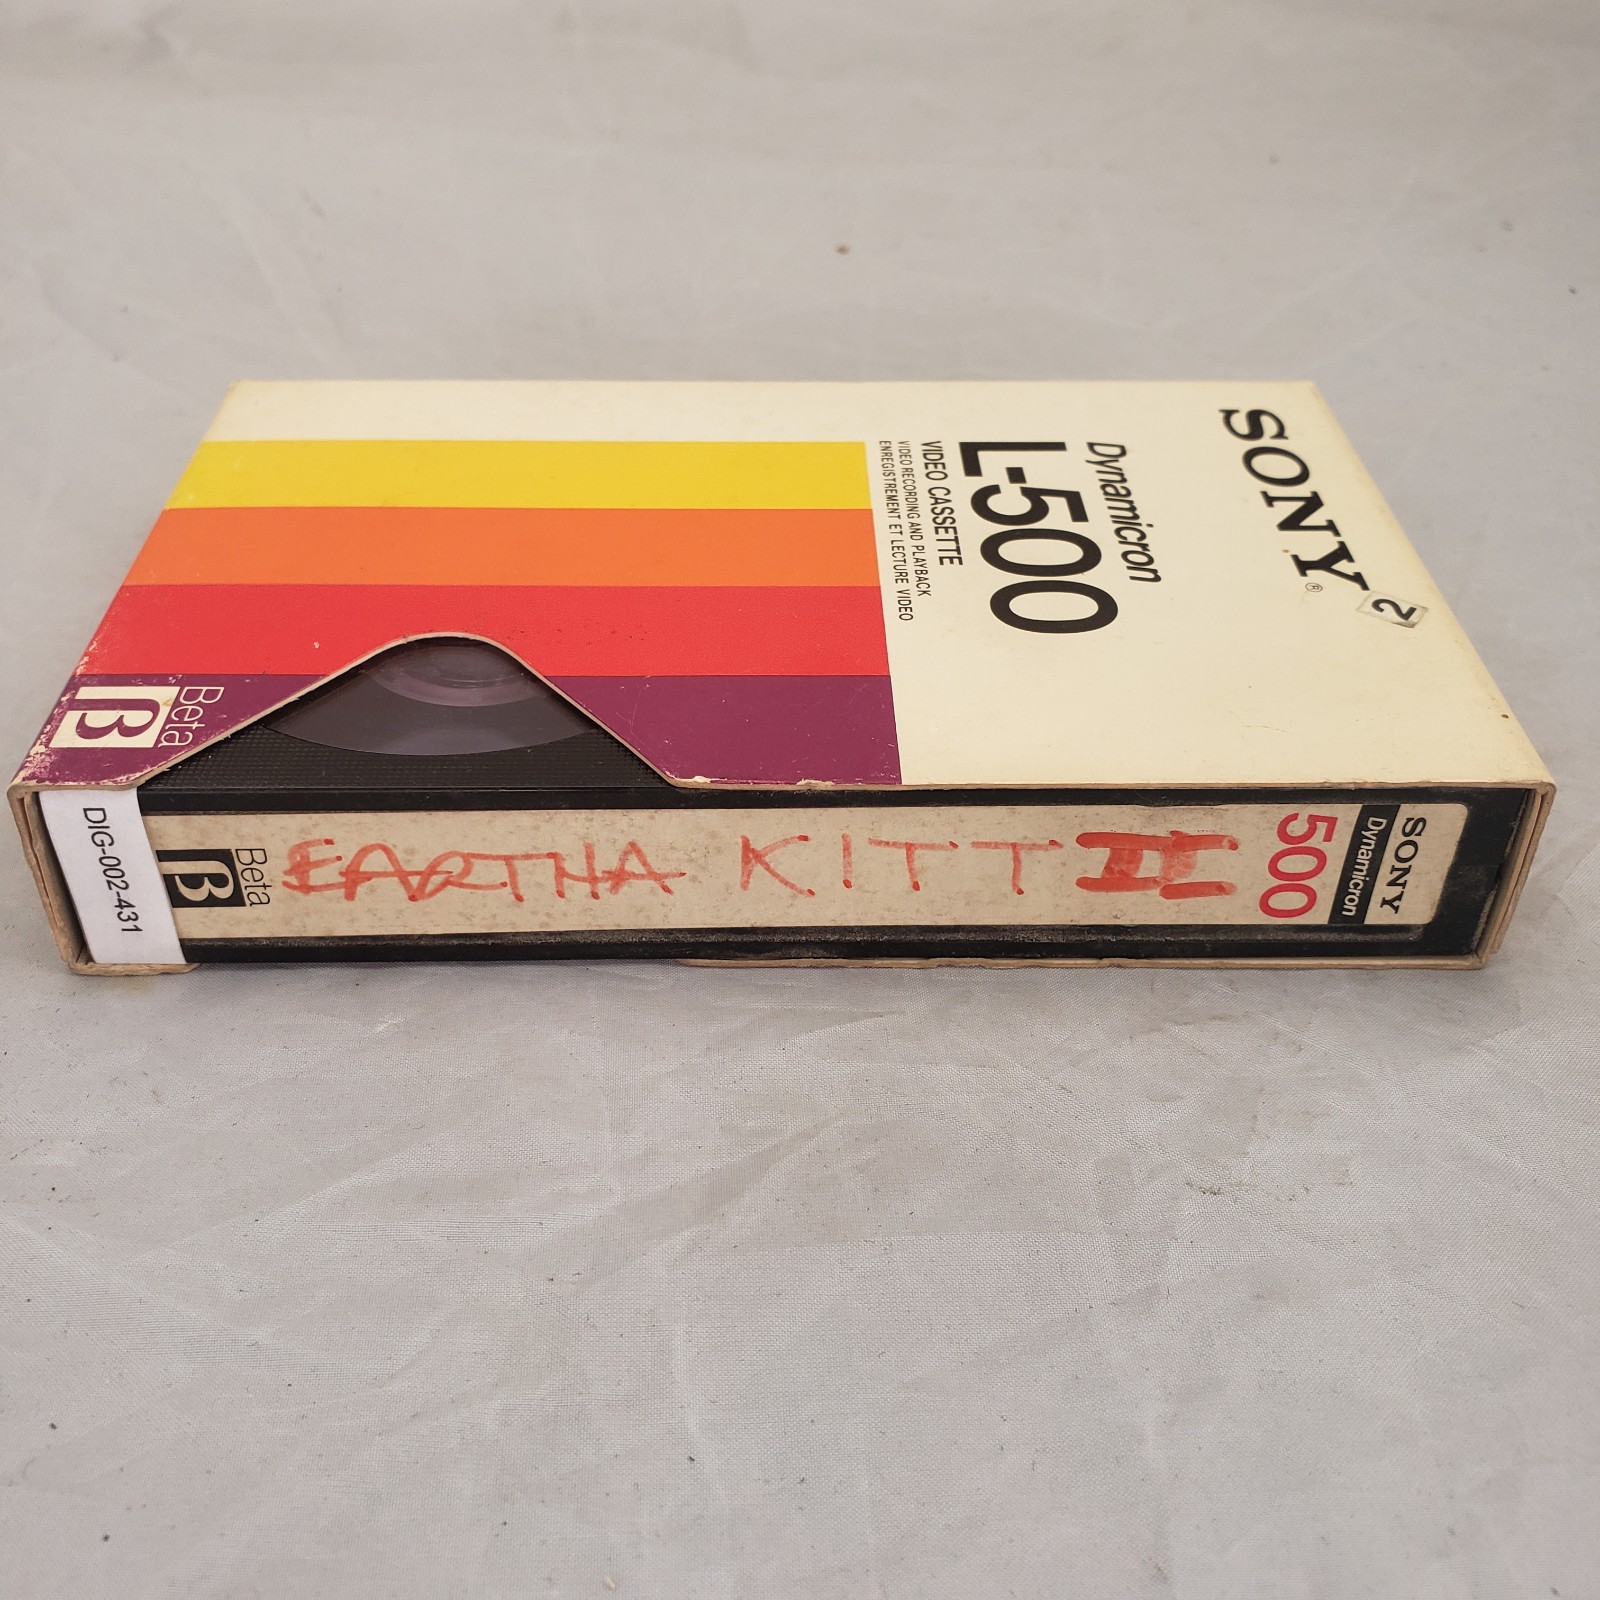 SONY®
2
Dynamicron
L-500
VIDEO CASSETTE
VIDEO RECORDING AND PLAYBACK
ENREGISTREMENT ET LECTURE VIDEO
Beta
β
DIG-002-431
Beta
β
EARTHA KITT
500
Dynamicron
SONY